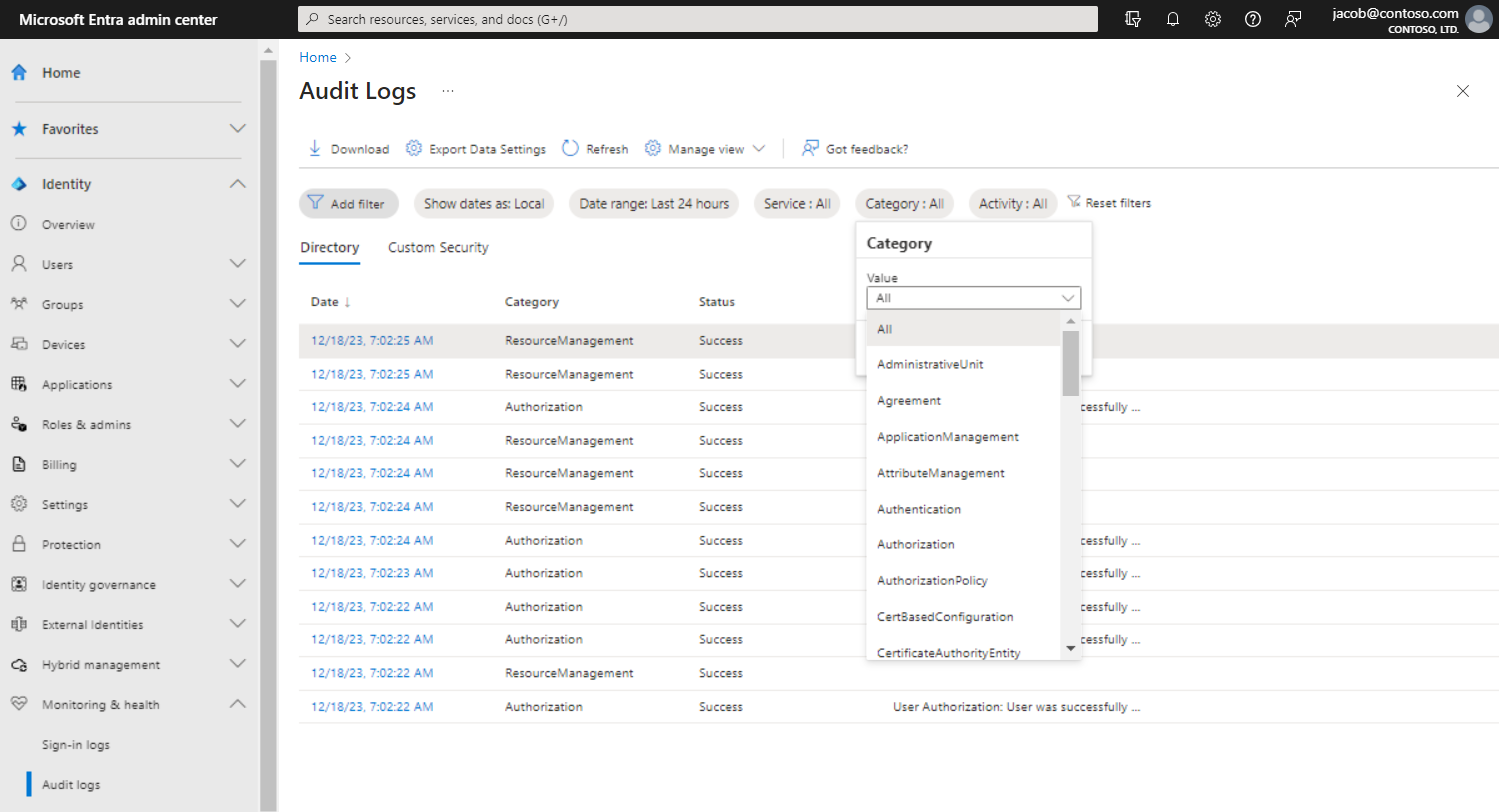 Microsoft Entra admin center
Search resources, services, and docs (G+/)
jacob@contoso.com
CONTOSO, LTD.
Home
Favorites
Identity
Overview
Users
Groups
Devices
Applications
Roles & admins
Billing
Settings
Protection
Identity governance
External Identities
Hybrid management
Monitoring & health
Sign-in logs
Audit logs
Home >
Audit Logs ...
Download Export Data Settings Refresh Manage view Got feedback?
Add filter Show dates as: Local Date range: Last 24 hours Service : All Category : All Activity : All Reset filters
Directory Custom Security
Date ↓ Category Status
12/18/23, 7:02:25 AM ResourceManagement Success
12/18/23, 7:02:25 AM ResourceManagement Success
12/18/23, 7:02:24 AM Authorization Success cessfully ...
12/18/23, 7:02:24 AM ResourceManagement Success
12/18/23, 7:02:24 AM ResourceManagement Success
12/18/23, 7:02:24 AM ResourceManagement Success
12/18/23, 7:02:24 AM Authorization Success cessfully ...
12/18/23, 7:02:23 AM Authorization Success cessfully ...
12/18/23, 7:02:22 AM Authorization Success cessfully ...
12/18/23, 7:02:22 AM Authorization Success cessfully ...
12/18/23, 7:02:22 AM ResourceManagement Success
12/18/23, 7:02:22 AM Authorization Success User Authorization: User was successfully ...
Category
Value
All
All
AdministrativeUnit
Agreement
ApplicationManagement
AttributeManagement
Authentication
Authorization
AuthorizationPolicy
CertBasedConfiguration
CertificateAuthorityEntity